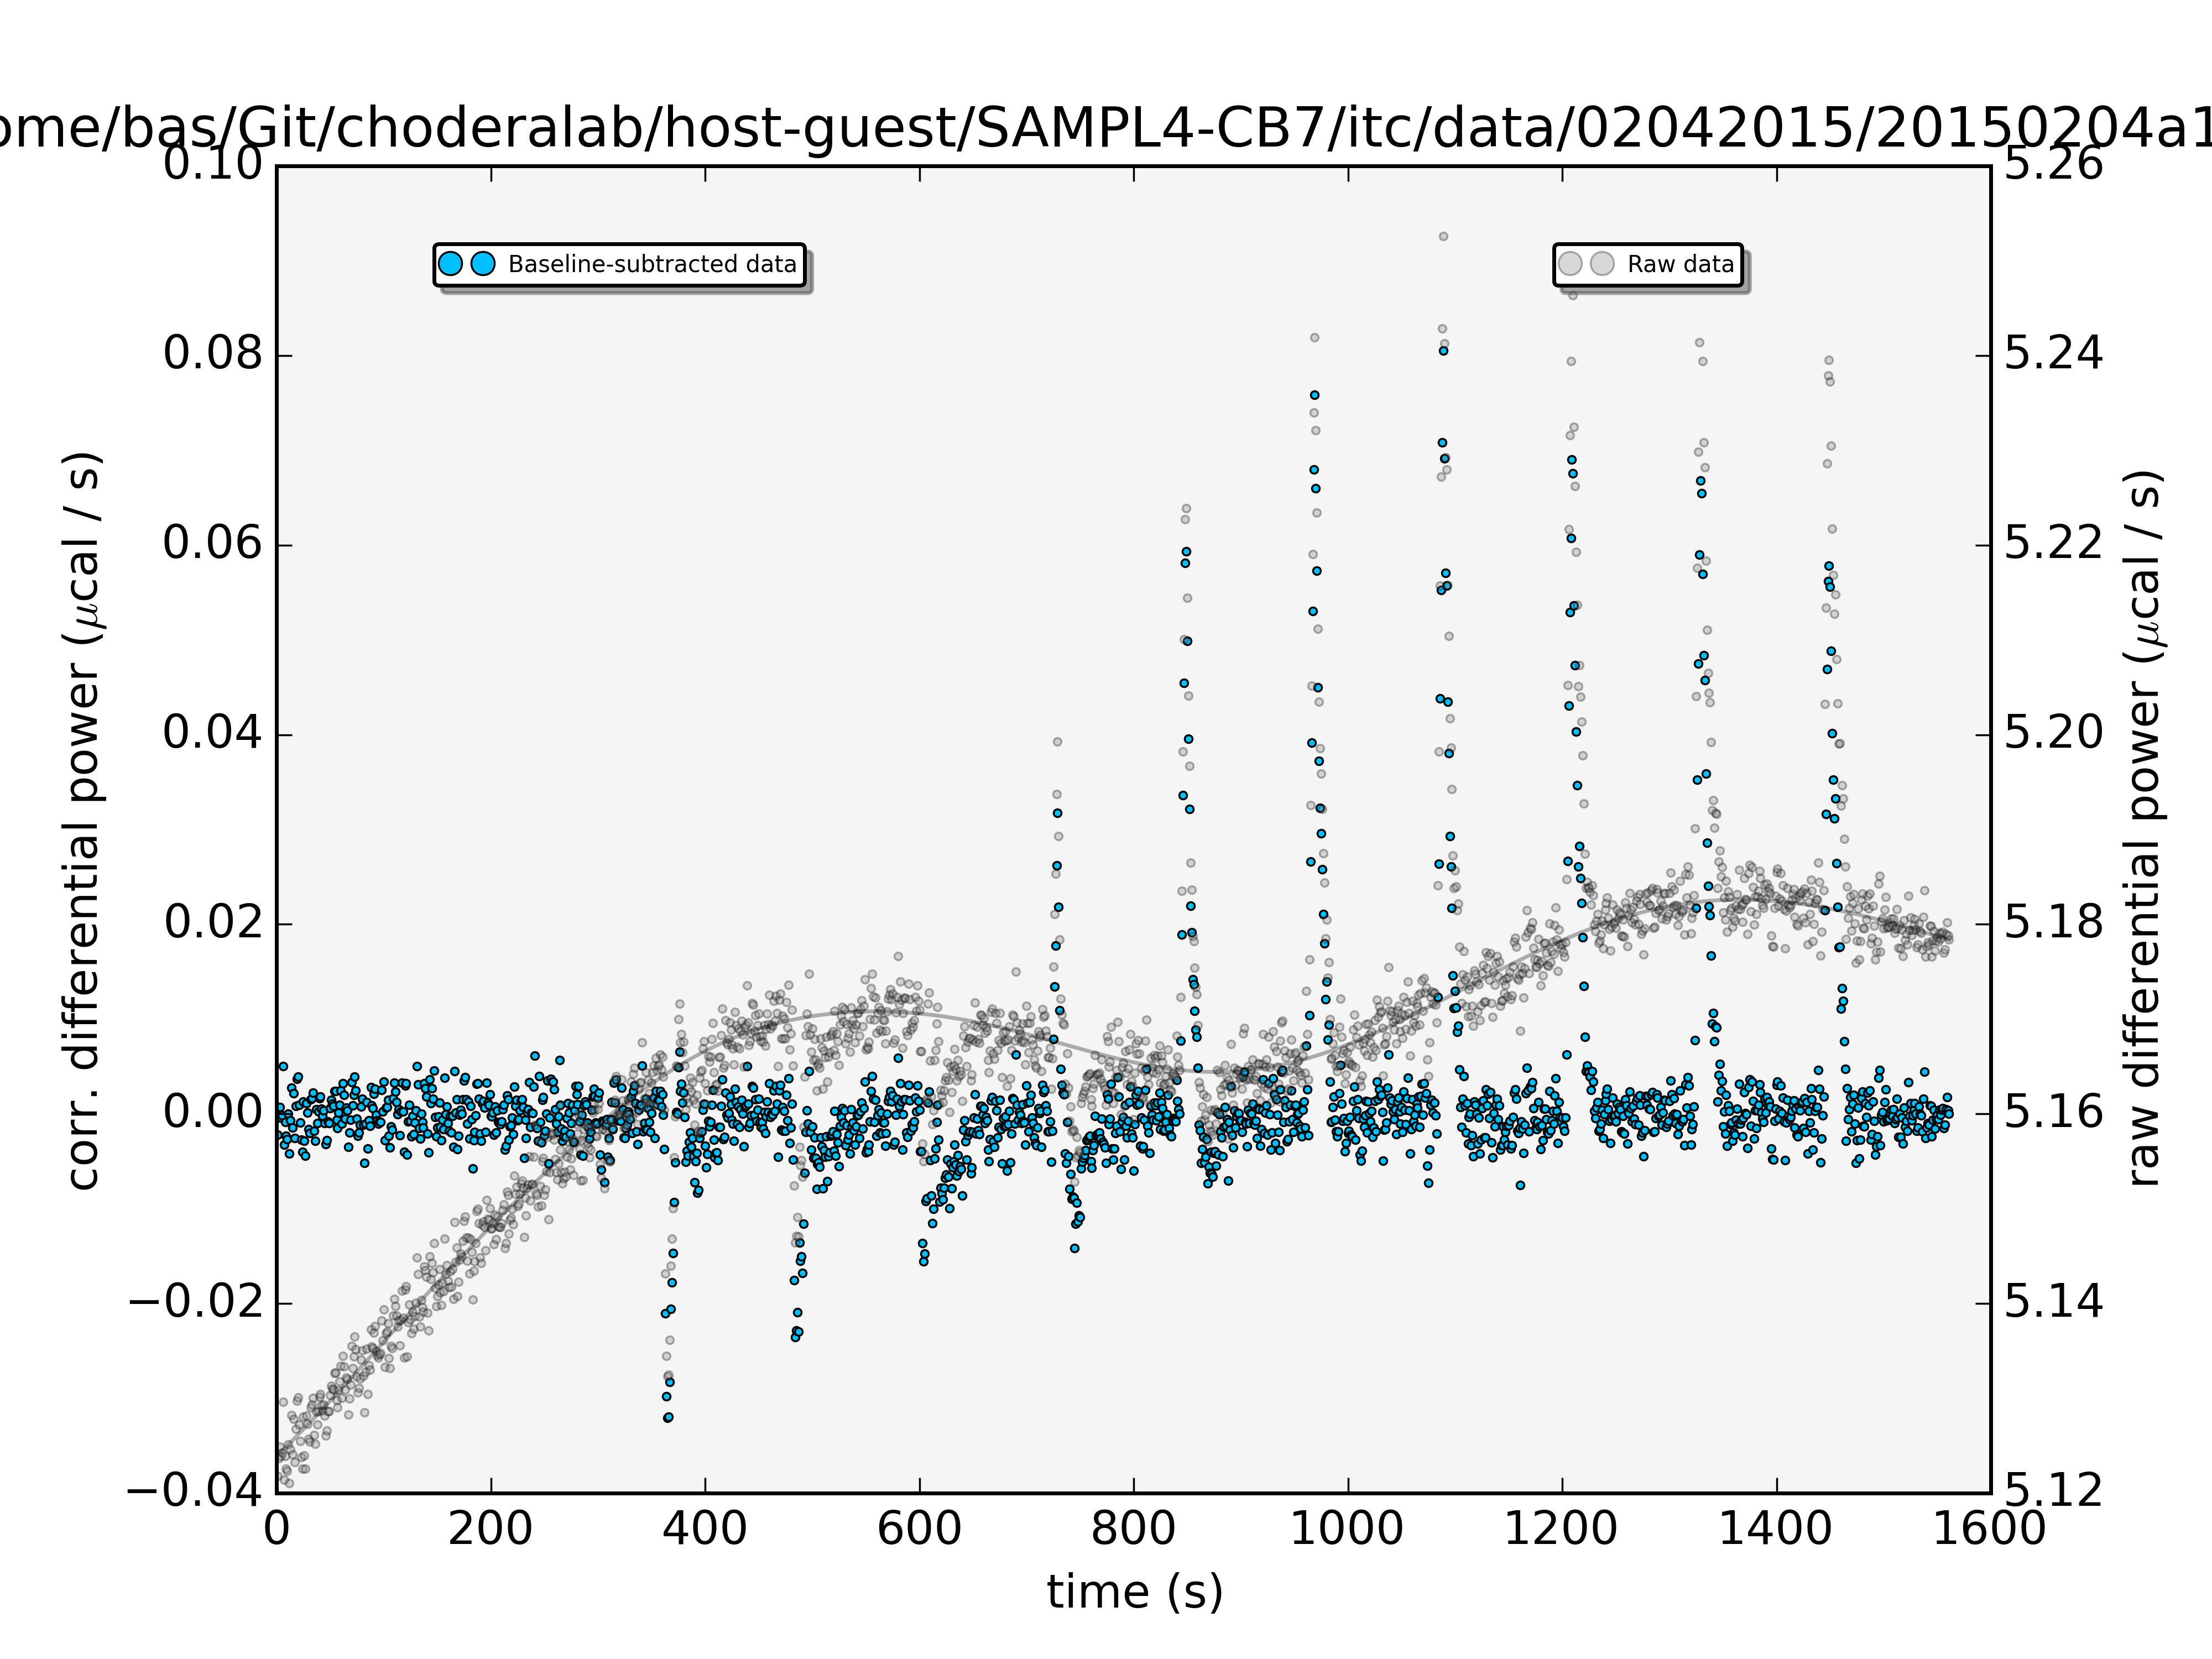 ome/bas/Git/choderalab/host-guest/SAMPL4-CB7/itc/data/02042015/20150204a1
Baseline-subtracted data
Raw data
corr. differential power (μcal / s)
0.10
0.08
0.06
0.04
0.02
0.00
−0.02
−0.04
5.26
5.24
5.22
5.20
5.18
5.16
5.14
5.12
raw differential power (μcal / s)
0 200 400 600 800 1000 1200 1400 1600
time (s)